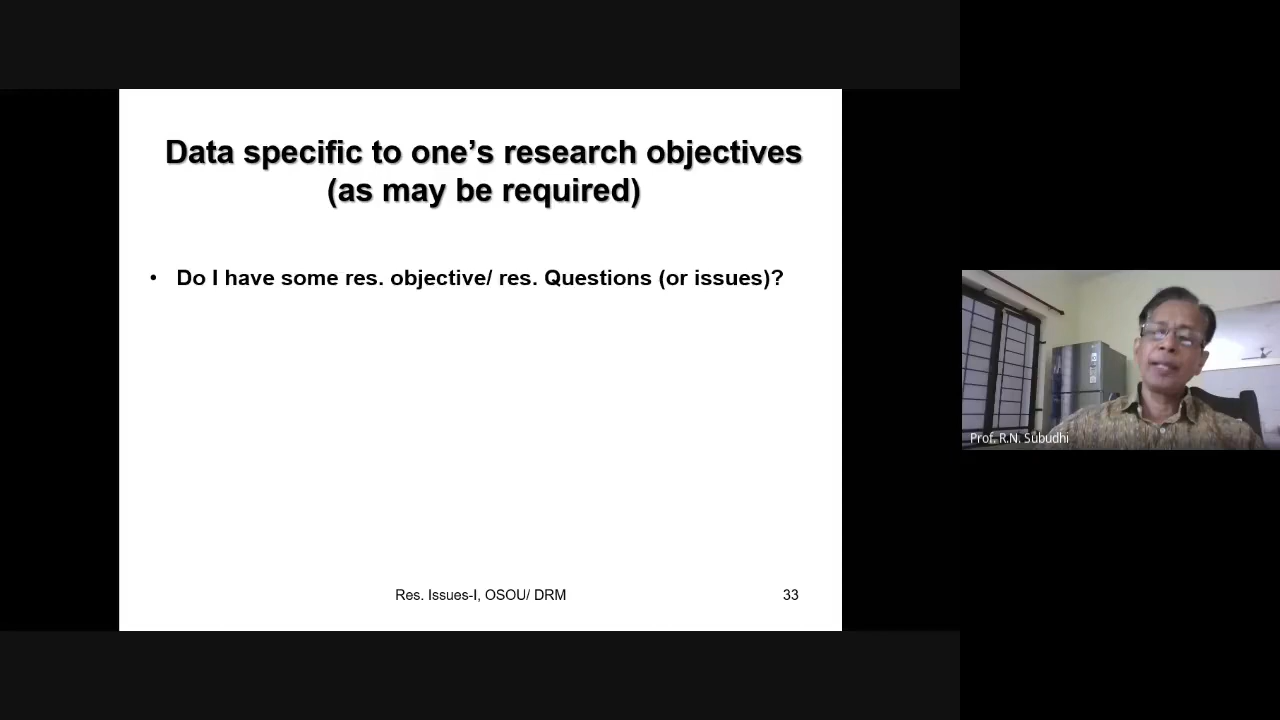 Data specific to one’s research objectives
(as may be required)
• Do I have some res. objective/ res. Questions (or issues)?
Res. Issues-I, OSOU/ DRM
33
Prof. R.N. Subudhi